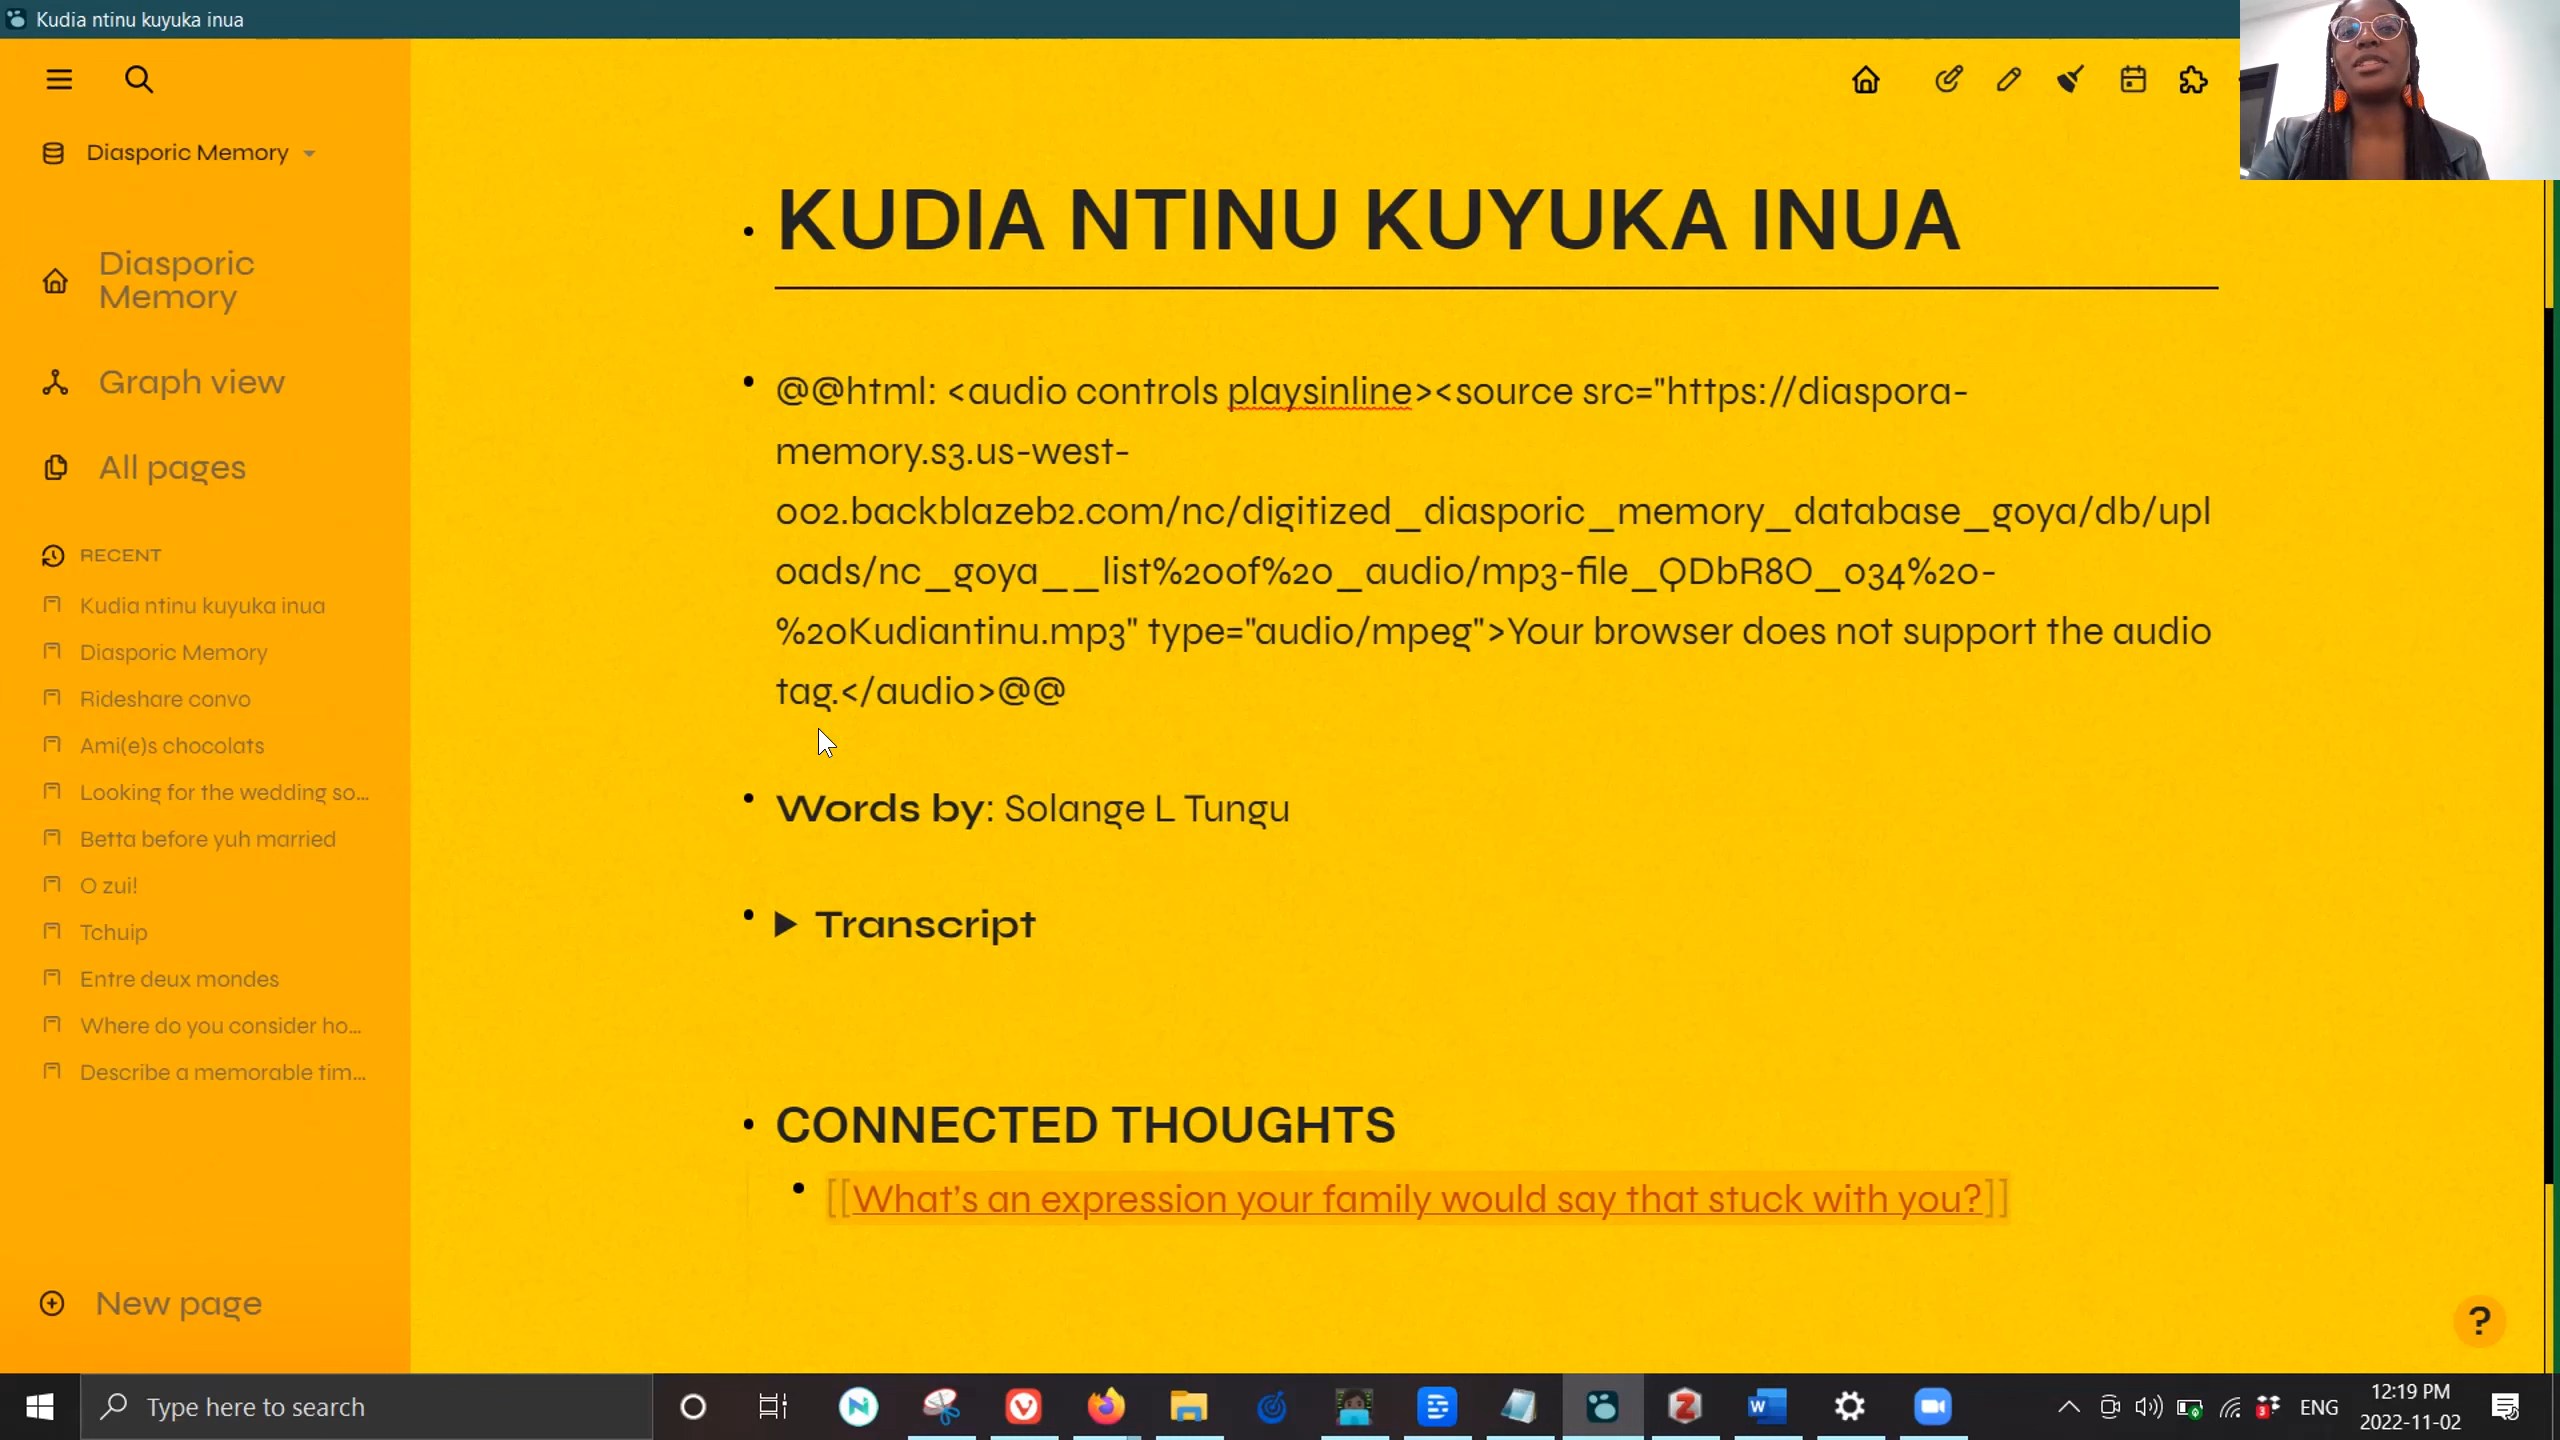 Kudia ntinu kuyuka inua
Diasporic Memory
Diasporic
Memory
Graph view
All pages
RECENT
Kudia ntinu kuyuka inua
Diasporic Memory
Rideshare convo
Ami(e)s chocolats
Looking for the wedding so...
Betta before yuh married
O zui!
Tchuip
Entre deux mondes
Where do you consider ho...
Describe a memorable tim...
New page
KUDIA NTINU KUYUKA INUA
@@html: <audio controls playsinline><source src="https://diaspora-
memory.s3.us-west-
002.backblazeb2.com/nc/digitized_diasporic_memory_database_goya/db/upl
oads/nc_goya__list%20of%20_audio/mp3-file_QDbR8O_034%20-
%20Kudiantinu.mp3" type="audio/mpeg">Your browser does not support the audio
tag.</audio>@@
Words by: Solange L Tungu
Transcript
CONNECTED THOUGHTS
[[What's an expression your family would say that stuck with you?]]
?
Type here to search
ENG
12:19 PM
2022-11-02